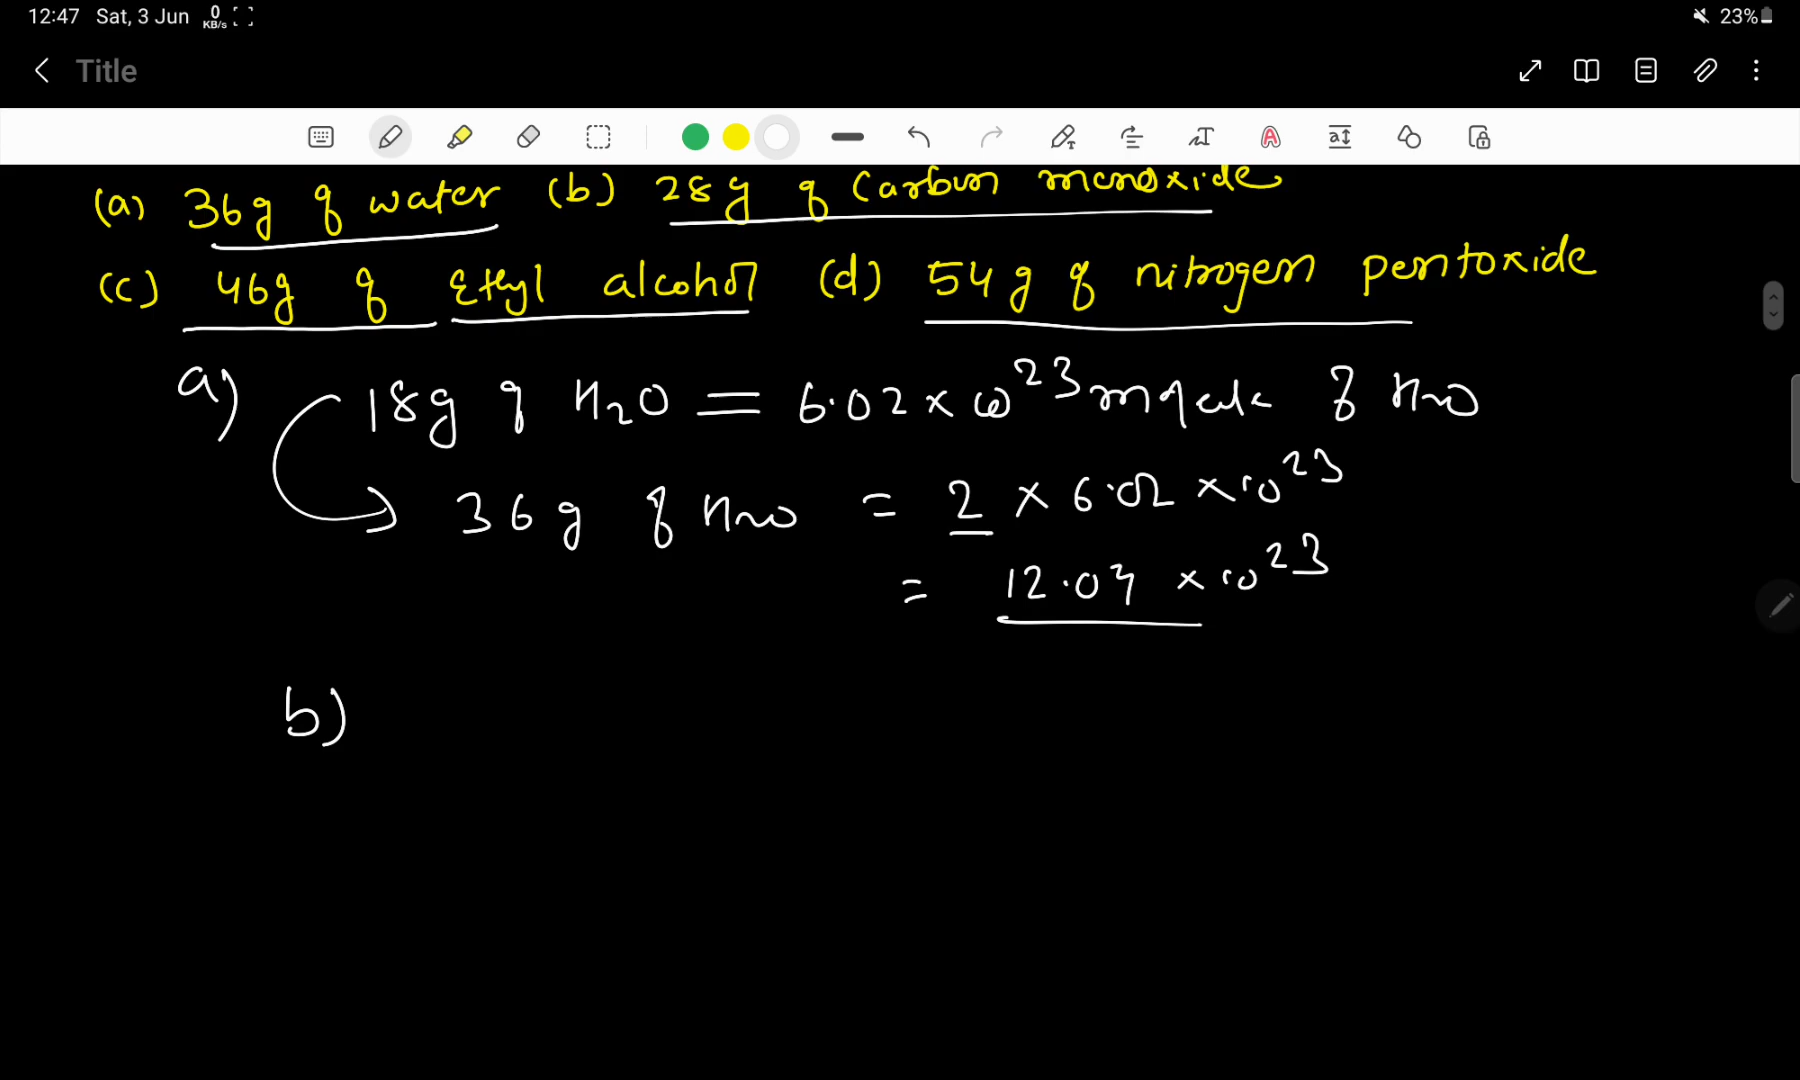 12:47 Sat, 3 Jun 0 KB/s 23%
Title
(a) 36g of water (b) 28g of Carbon monoxide
(c) 46g of Ethyl alcohol (d) 54g of nitrogen pentoxide
a) 18g of H2O = 6.02 × 10^23 molecule of H2O
36g of H2O = 2 × 6.02 × 10^23
= 12.04 × 10^23
b)